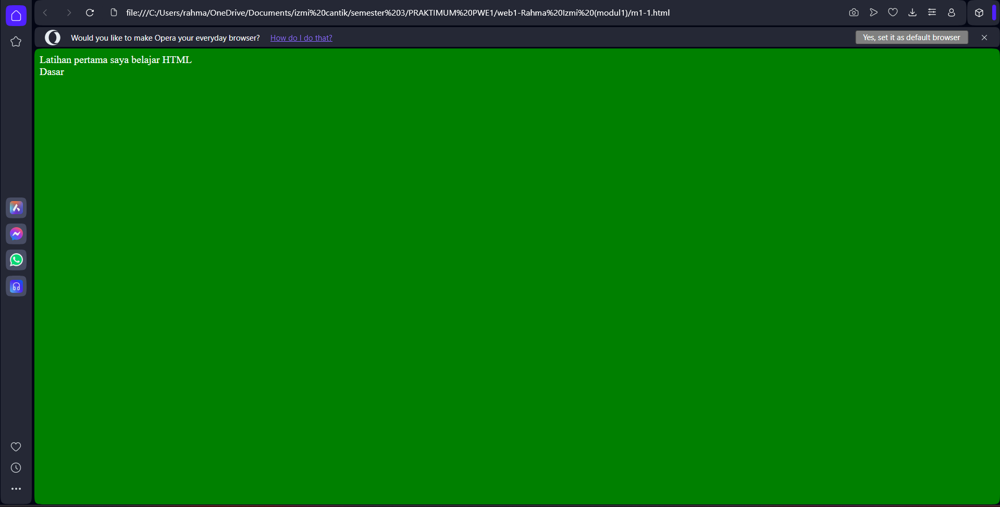 file:///C:/Users/rahma/OneDrive/Documents/izmi%20cantik/semester%203/PRAKTIMUM%20PWE1/web1-Rahma%20Izmi%20(modul1)/m1-1.html
Would you like to make Opera your everyday browser? How do I do that? Yes, set it as default browser
Latihan pertama saya belajar HTML
Dasar